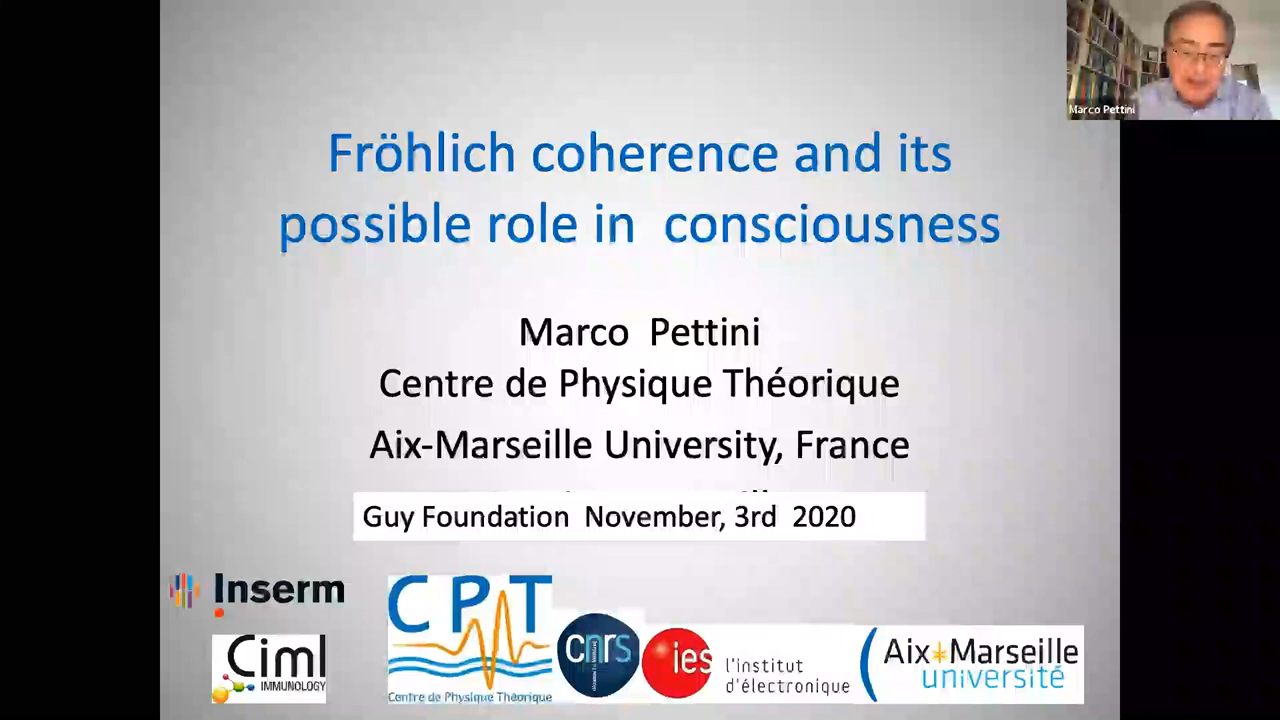 Marco Pettini
Fröhlich coherence and its
possible role in consciousness
Marco Pettini
Centre de Physique Théorique
Aix-Marseille University, France
Guy Foundation November, 3rd 2020
Inserm
Ciml
IMMUNOLOGY
CPT
Centre de Physique Théorique
cnrs
ies
l'institut
d'électronique
Aix*Marseille
université